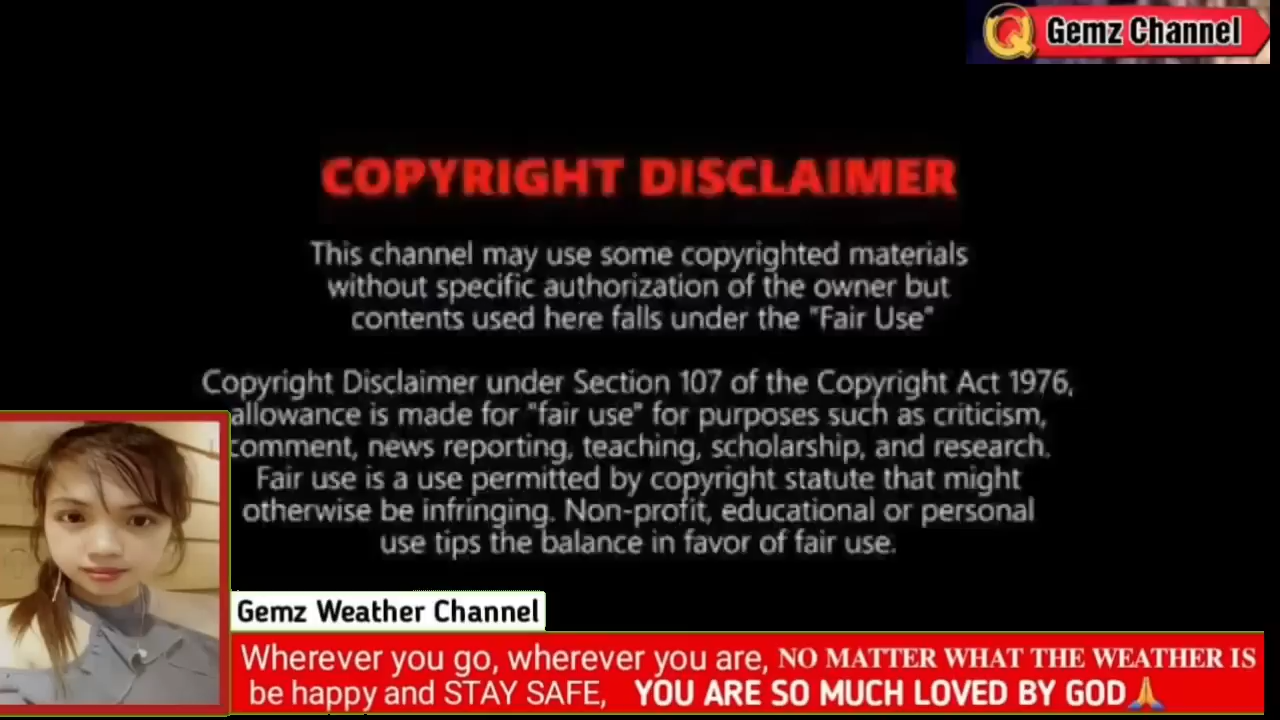 Gemz Channel
COPYRIGHT DISCLAIMER
This channel may use some copyrighted materials
without specific authorization of the owner but
contents used here falls under the "Fair Use"
Copyright Disclaimer under Section 107 of the Copyright Act 1976,
allowance is made for "fair use" for purposes such as criticism,
comment, news reporting, teaching, scholarship, and research.
Fair use is a use permitted by copyright statute that might
otherwise be infringing. Non-profit, educational or personal
use tips the balance in favor of fair use.
Gemz Weather Channel
Wherever you go, wherever you are, NO MATTER WHAT THE WEATHER IS
be happy and STAY SAFE, YOU ARE SO MUCH LOVED BY GOD🙏